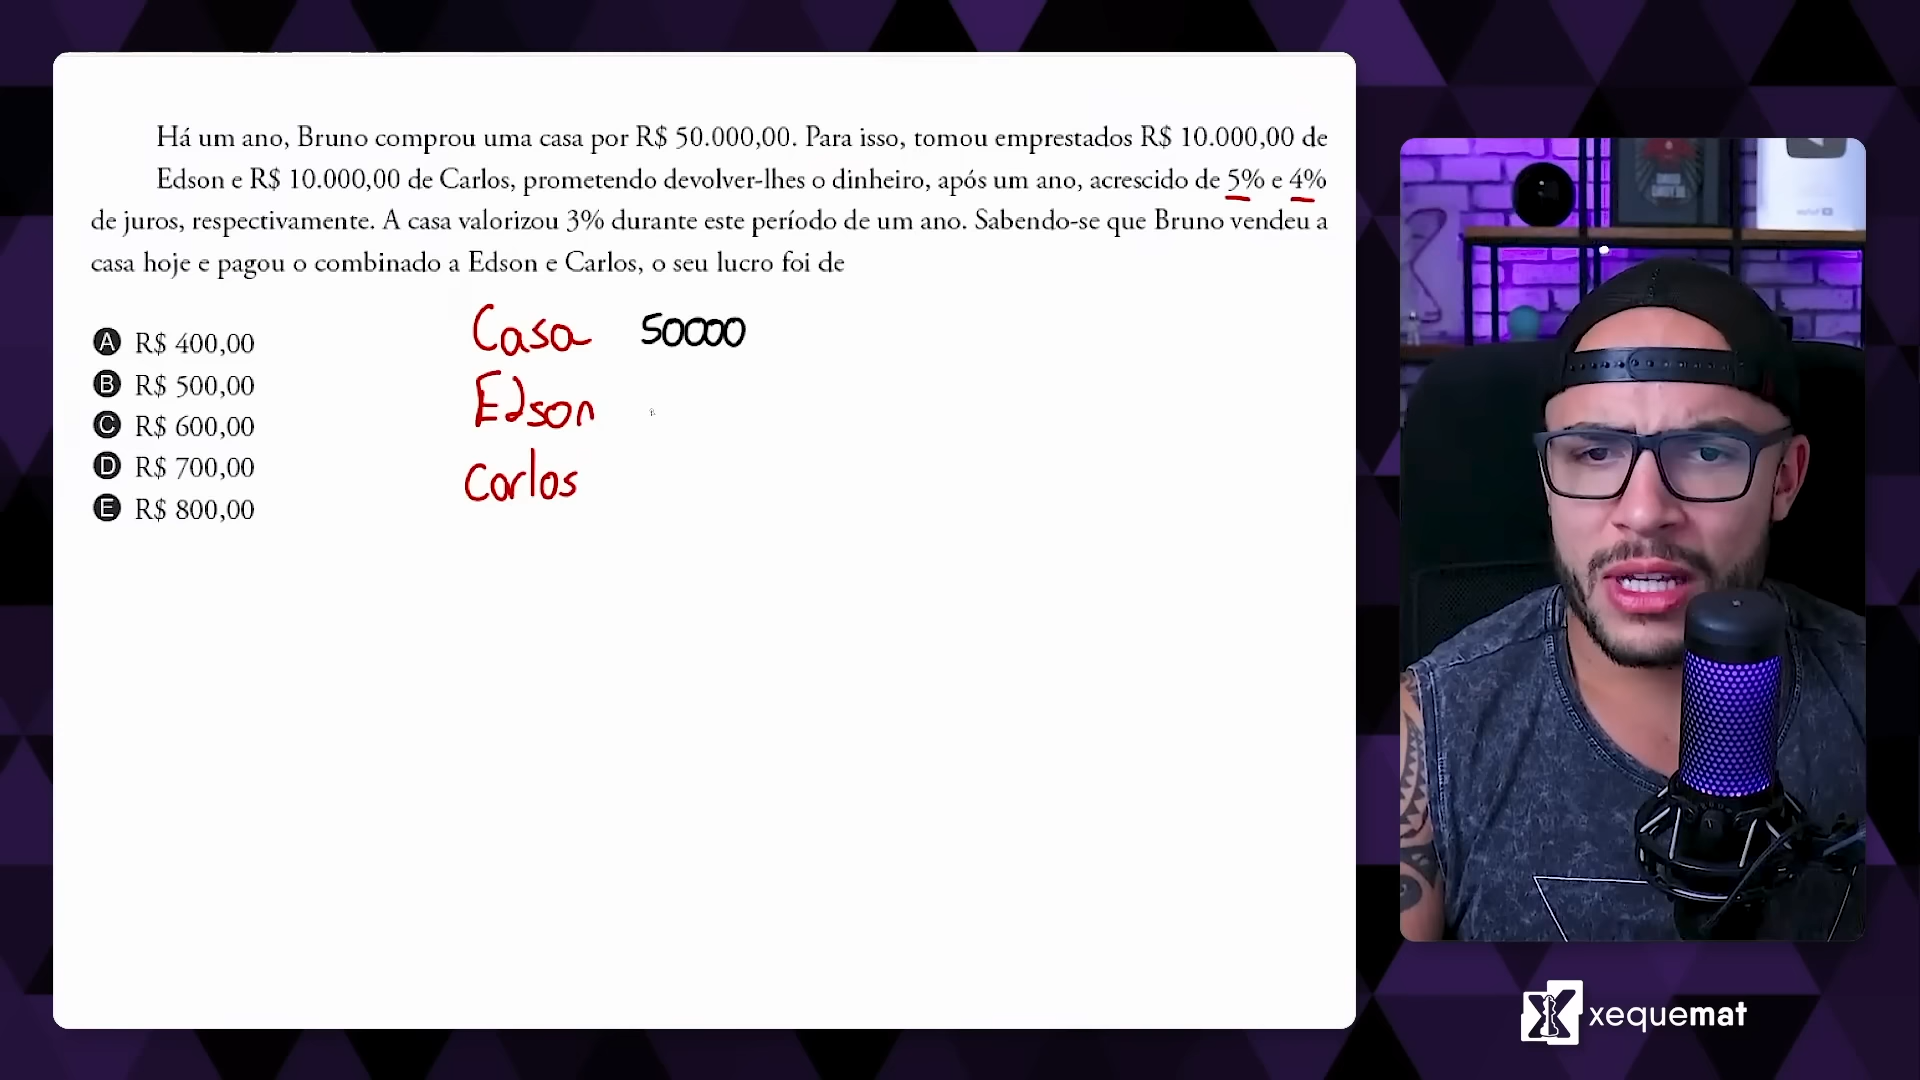 Há um ano, Bruno comprou uma casa por R$ 50.000,00. Para isso, tomou emprestados R$ 10.000,00 de
Edson e R$ 10.000,00 de Carlos, prometendo devolver-lhes o dinheiro, após um ano, acrescido de 5% e 4%
de juros, respectivamente. A casa valorizou 3% durante este período de um ano. Sabendo-se que Bruno vendeu a
casa hoje e pagou o combinado a Edson e Carlos, o seu lucro foi de
A R$ 400,00
B R$ 500,00
C R$ 600,00
D R$ 700,00
E R$ 800,00
Casa 50000
Edson
Carlos
xequemat